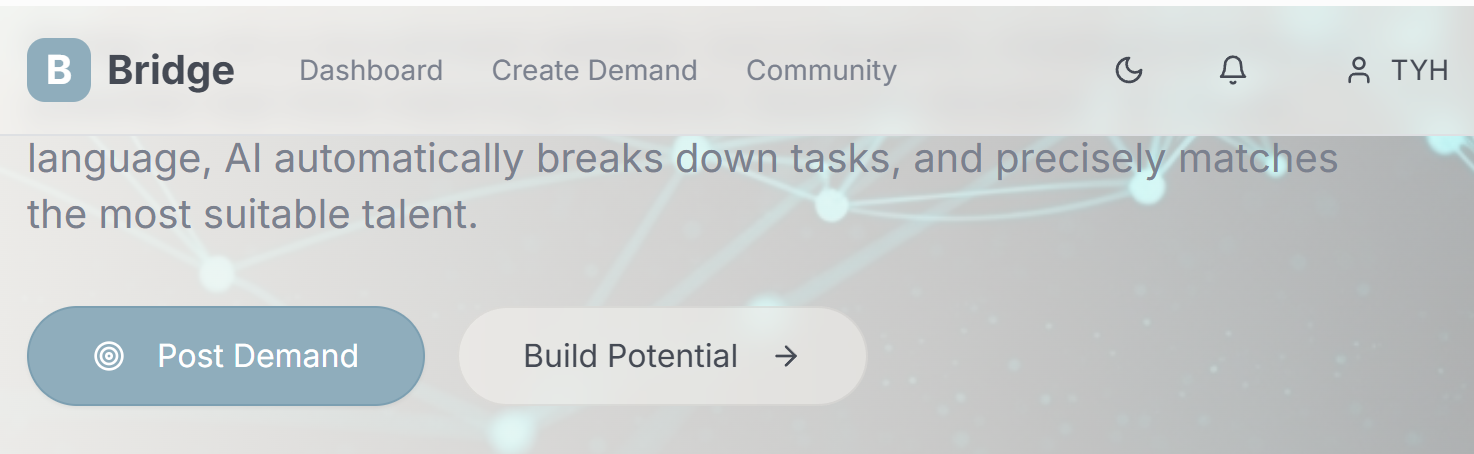 B Bridge Dashboard Create Demand Community TYH
language, AI automatically breaks down tasks, and precisely matches
the most suitable talent.
Post Demand Build Potential →